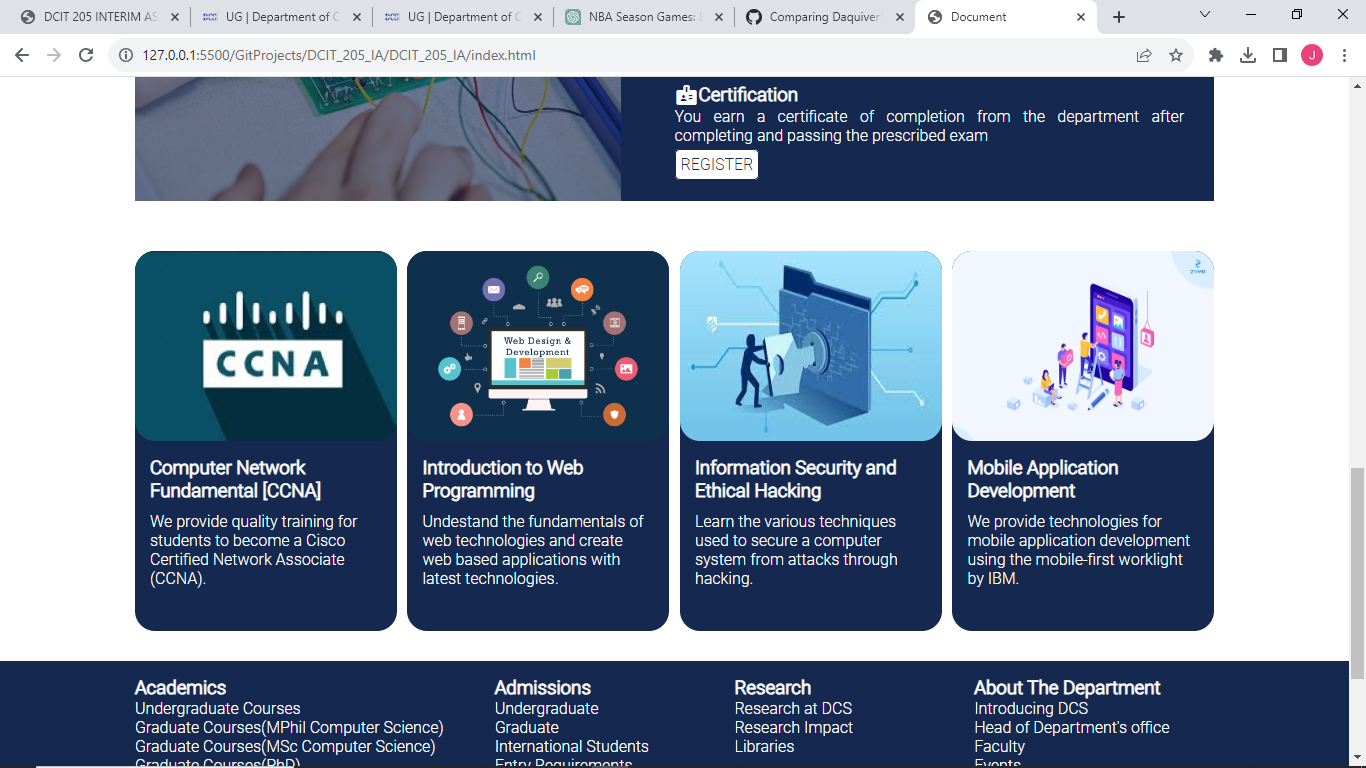 DCIT 205 INTERIM AS
UG | Department of C
UG | Department of C
NBA Season Games: 8
Comparing Daquiver
Document
127.0.0.1:5500/GitProjects/DCIT_205_IA/DCIT_205_IA/index.html
J
Certification
You earn a certificate of completion from the department after
completing and passing the prescribed exam
REGISTER
CCNA
Web Design &
Development
ZYMR
Computer Network
Fundamental [CCNA]
We provide quality training for
students to become a Cisco
Certified Network Associate
(CCNA).
Introduction to Web
Programming
Undestand the fundamentals of
web technologies and create
web based applications with
latest technologies.
Information Security and
Ethical Hacking
Learn the various techniques
used to secure a computer
system from attacks through
hacking.
Mobile Application
Development
We provide technologies for
mobile application development
using the mobile-first worklight
by IBM.
Academics
Undergraduate Courses
Graduate Courses(MPhil Computer Science)
Graduate Courses(MSc Computer Science)
Graduate Courses(PhD)
Admissions
Undergraduate
Graduate
International Students
Entry Requirements
Research
Research at DCS
Research Impact
Libraries
About The Department
Introducing DCS
Head of Department's office
Faculty
Events